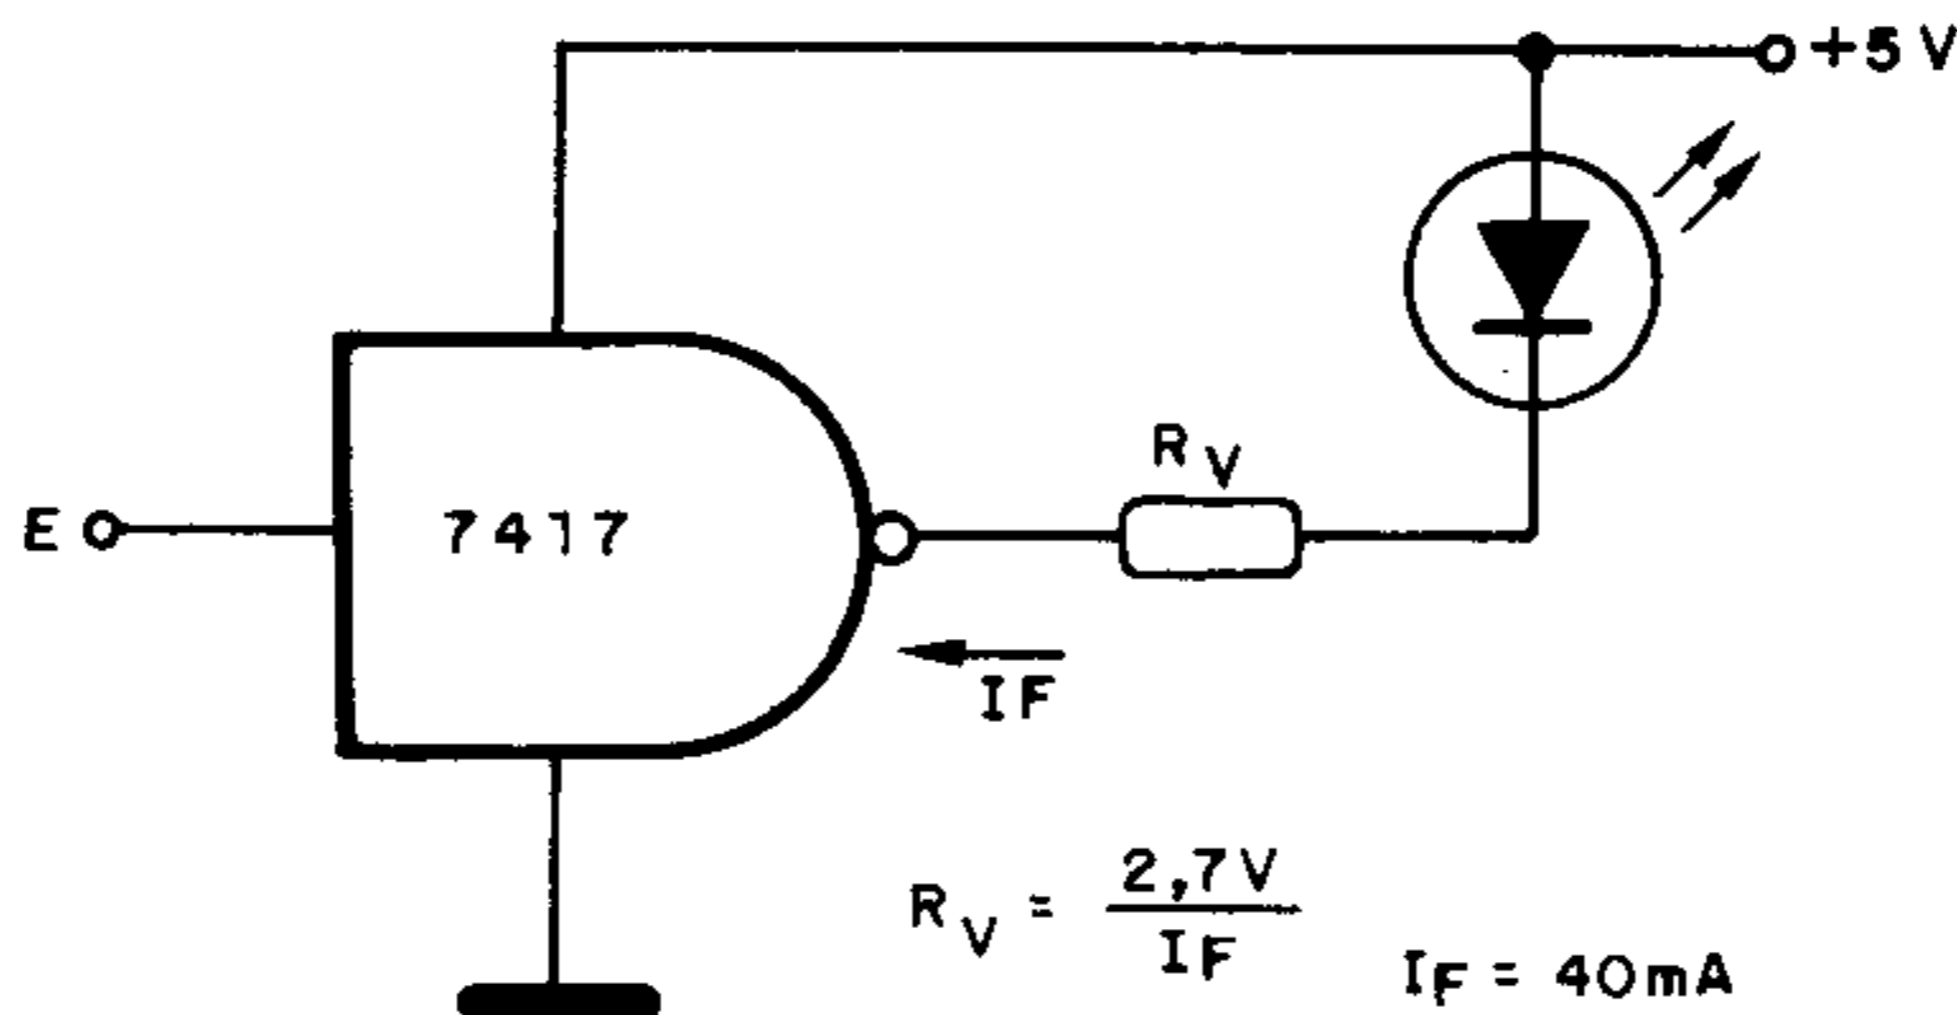 +5V
R V
E
7417
IF
R V = 2,7V
IF
IF = 40mA